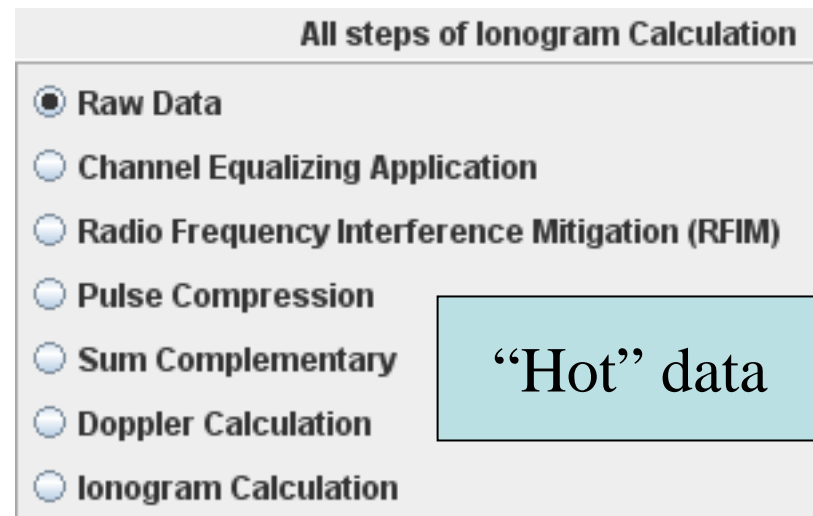 All steps of Ionogram Calculation
Raw Data
Channel Equalizing Application
Radio Frequency Interference Mitigation (RFIM)
Pulse Compression
Sum Complementary
“Hot” data
Doppler Calculation
Ionogram Calculation